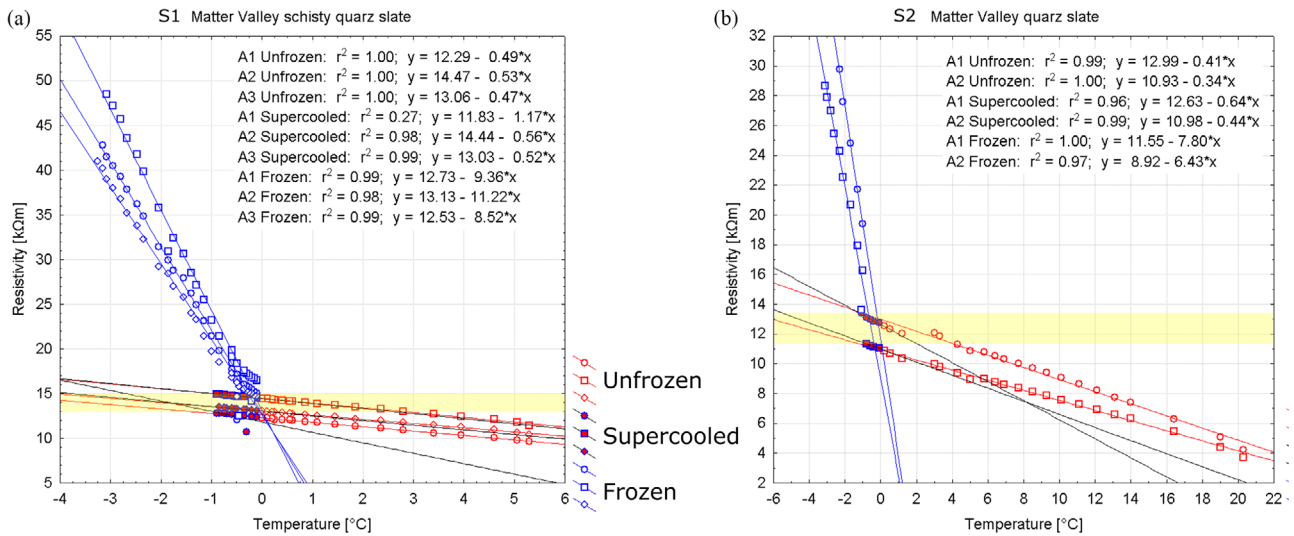 (a) S1 Matter Valley schisty quarz slate
55
50
45
40
35
30
25
20
15
10
5
Resistivity [kΩm]
A1 Unfrozen: r² = 1.00; y = 12.29 - 0.49*x
A2 Unfrozen: r² = 1.00; y = 14.47 - 0.53*x
A3 Unfrozen: r² = 1.00; y = 13.06 - 0.47*x
A1 Supercooled: r² = 0.27; y = 11.83 - 1.17*x
A2 Supercooled: r² = 0.98; y = 14.44 - 0.56*x
A3 Supercooled: r² = 0.99; y = 13.03 - 0.52*x
A1 Frozen: r² = 0.99; y = 12.73 - 9.36*x
A2 Frozen: r² = 0.98; y = 13.13 - 11.22*x
A3 Frozen: r² = 0.99; y = 12.53 - 8.52*x
-4 -3 -2 -1 0 1 2 3 4 5 6
Temperature [°C]
Unfrozen
Supercooled
Frozen
(b) S2 Matter Valley quarz slate
32
30
28
26
24
22
20
18
16
14
12
10
8
6
4
2
Resistivity [kΩm]
A1 Unfrozen: r² = 0.99; y = 12.99 - 0.41*x
A2 Unfrozen: r² = 1.00; y = 10.93 - 0.34*x
A1 Supercooled: r² = 0.96; y = 12.63 - 0.64*x
A2 Supercooled: r² = 0.99; y = 10.98 - 0.44*x
A1 Frozen: r² = 1.00; y = 11.55 - 7.80*x
A2 Frozen: r² = 0.97; y = 8.92 - 6.43*x
-6 -4 -2 0 2 4 6 8 10 12 14 16 18 20 22
Temperature [°C]